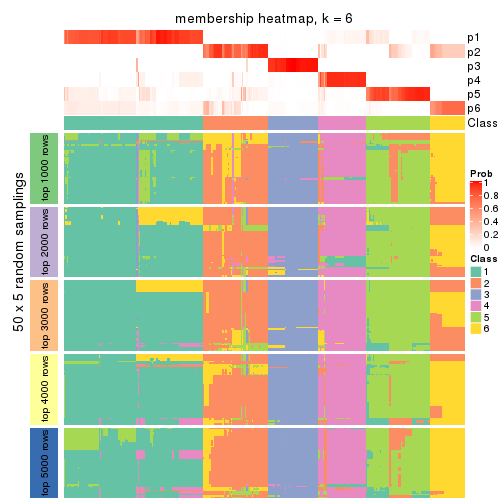 membership heatmap, k = 6
p1
p2
p3
p4
p5
p6
Class
50 x 5 random samplings
top 1000 rows
top 2000 rows
top 3000 rows
top 4000 rows
top 5000 rows
Prob
1
0.8
0.6
0.4
0.2
0
Class
1
2
3
4
5
6